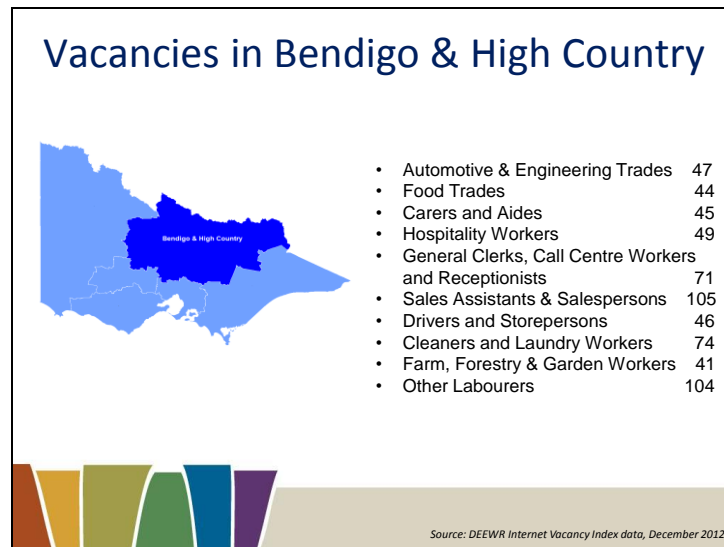 Vacancies in Bendigo & High Country
Bendigo & High Country
• Automotive & Engineering Trades 47
• Food Trades 44
• Carers and Aides 45
• Hospitality Workers 49
• General Clerks, Call Centre Workers
and Receptionists 71
• Sales Assistants & Salespersons 105
• Drivers and Storepersons 46
• Cleaners and Laundry Workers 74
• Farm, Forestry & Garden Workers 41
• Other Labourers 104
Source: DEEWR Internet Vacancy Index data, December 2012